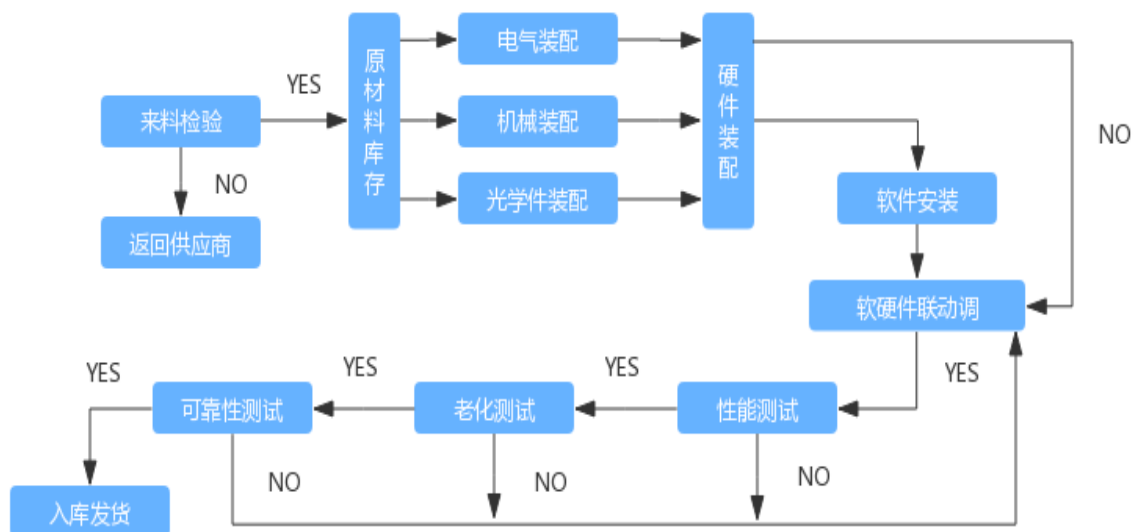 电气装配
原材料库存
硬件装配
YES
来料检验
机械装配
NO
NO
光学件装配
软件安装
返回供应商
软硬件联动调
YES
YES
YES
YES
可靠性测试
老化测试
性能测试
NO
NO
NO
入库发货